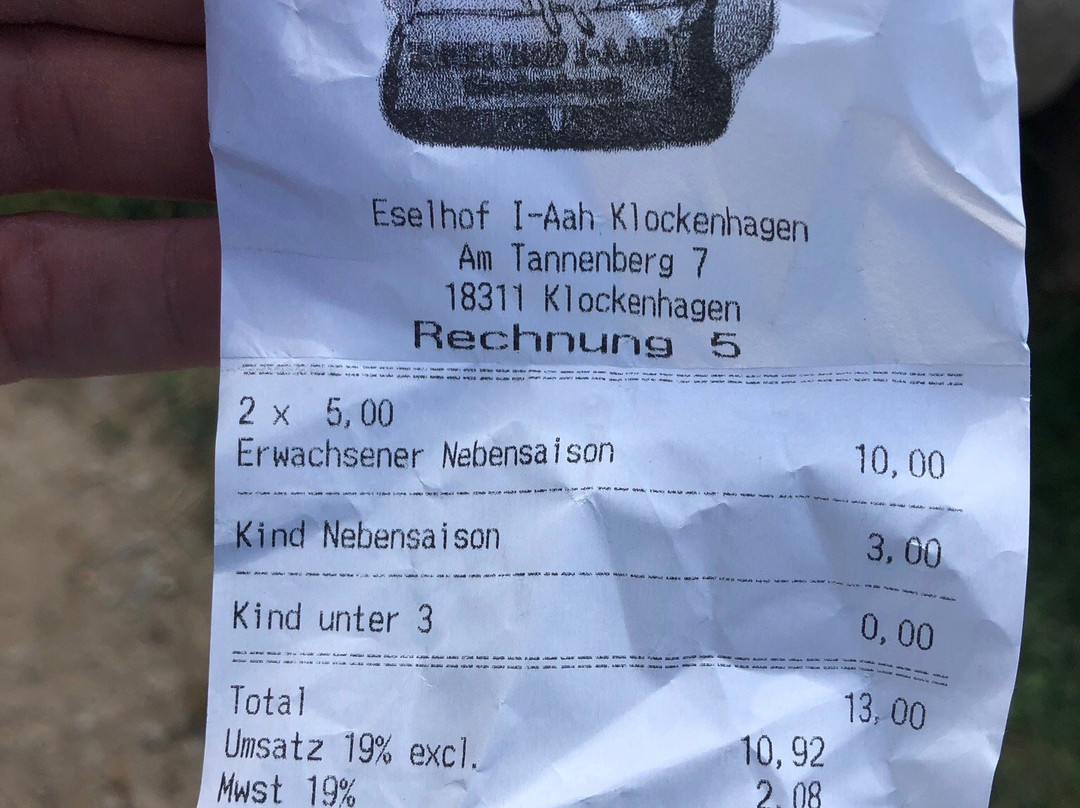 Eselhof I-Aah Klockenhagen
Am Tannenberg 7
18311 Klockenhagen
Rechnung 5
2 x 5,00
Erwachsener Nebensaison 10,00
Kind Nebensaison 3,00
Kind unter 3 0,00
Total 13,00
Umsatz 19% excl. 10,92
Mwst 19% 2,08